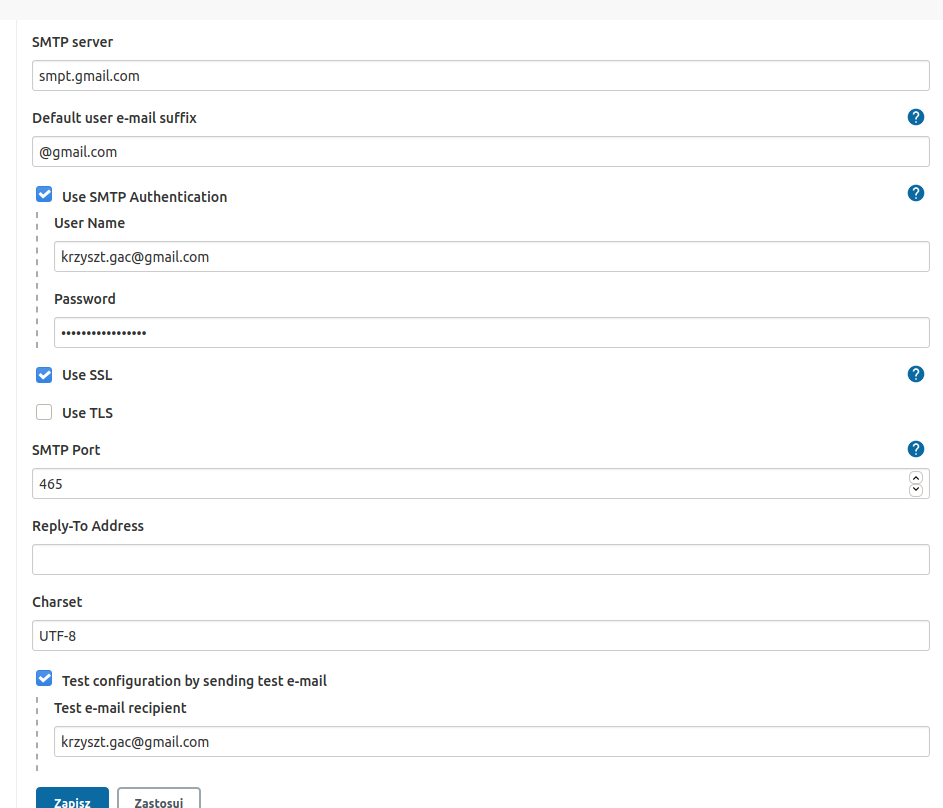 SMTP server
smpt.gmail.com
Default user e-mail suffix
?
@gmail.com
Use SMTP Authentication
?
User Name
krzyszt.gac@gmail.com
Password
•••••••••••••••••
Use SSL
?
Use TLS
SMTP Port
?
465
Reply-To Address
Charset
UTF-8
Test configuration by sending test e-mail
Test e-mail recipient
krzyszt.gac@gmail.com
Zapisz Zastosuj